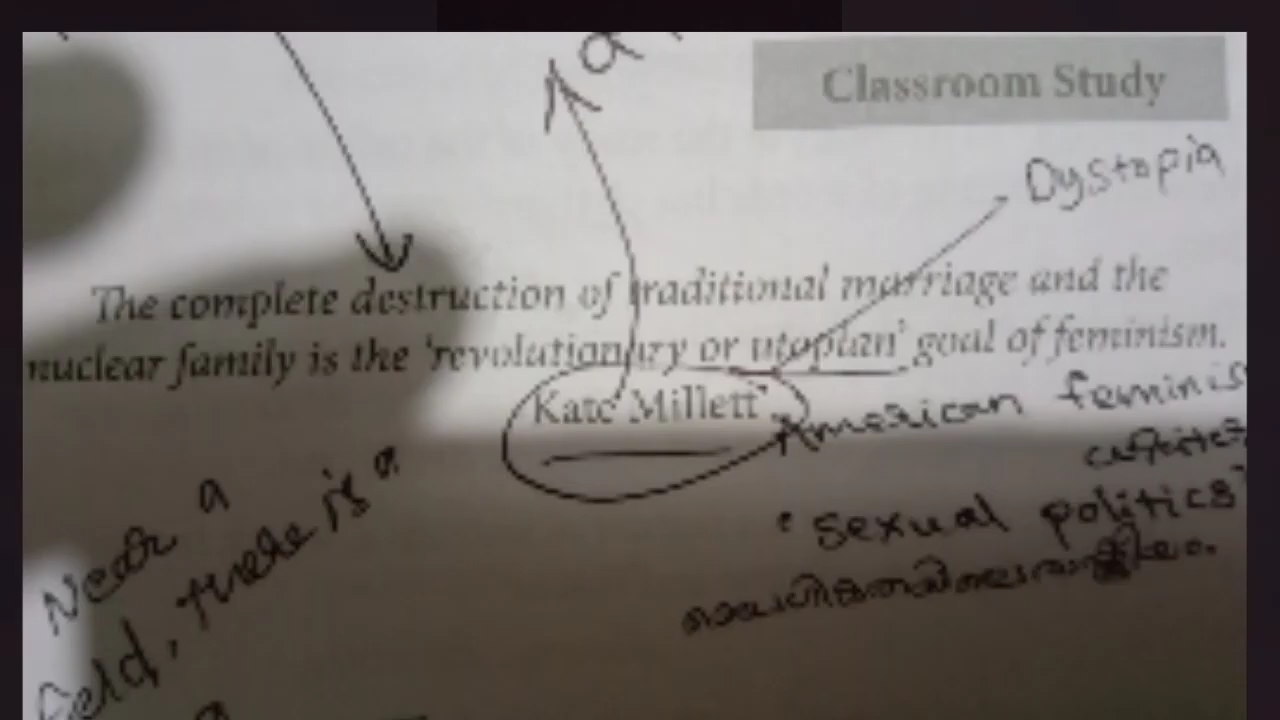 Classroom Study
Dystopia
The complete destruction of traditional marriage and the
nuclear family is the 'revolutionary or utopian' goal of feminism.
Kate Millett
American
"sexual politics"
Near a
field, there is a